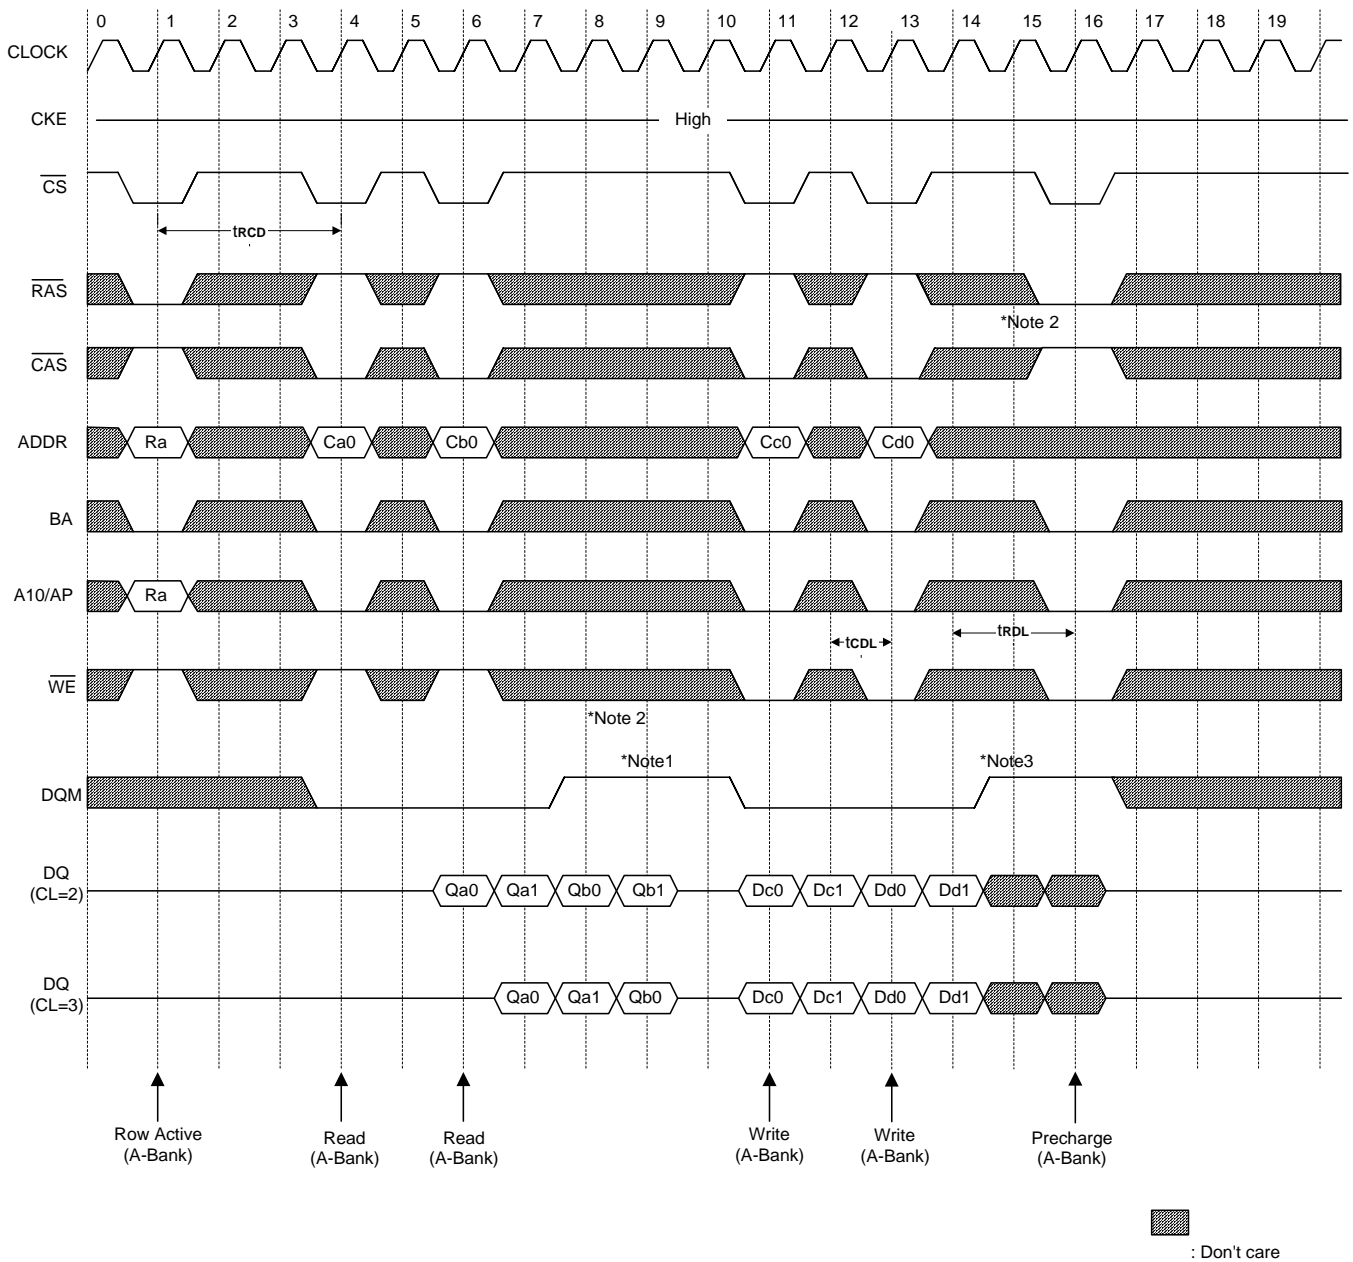 0 1 2 3 4 5 6 7 8 9 10 11 12 13 14 15 16 17 18 19
CLOCK
CKE High
CS
tRCD
RAS
*Note 2
CAS
ADDR Ra Ca0 Cb0 Cc0 Cd0
BA
A10/AP Ra
tCDL tRDL
WE
*Note 2
*Note1 *Note3
DQM
DQ
(CL=2) Qa0 Qa1 Qb0 Qb1 Dc0 Dc1 Dd0 Dd1
DQ
(CL=3) Qa0 Qa1 Qb0 Dc0 Dc1 Dd0 Dd1
Row Active
(A-Bank)
Read
(A-Bank)
Read
(A-Bank)
Write
(A-Bank)
Write
(A-Bank)
Precharge
(A-Bank)
: Don't care